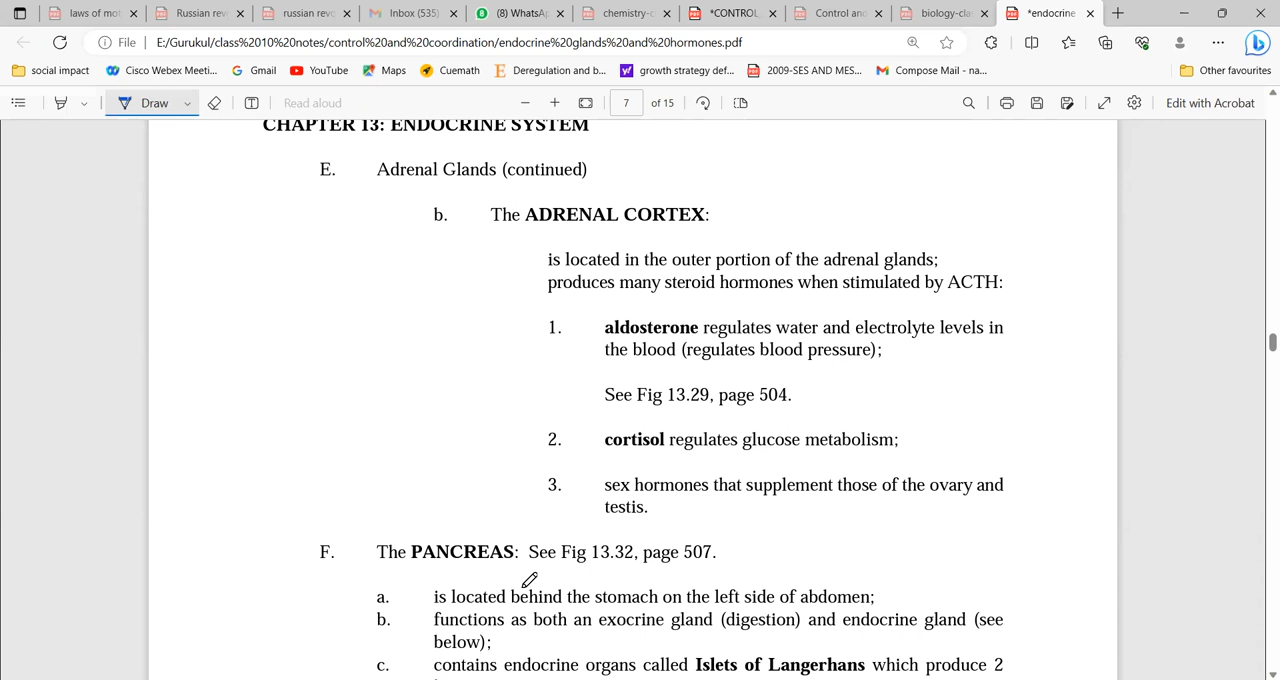 laws of mot
Russian rev
russian revo
Inbox (535)
(8) WhatsA
chemistry-c
*CONTROL
Control and
biology-cla
*endocrine
File
E:/Gurukul/class%2010%20notes/control%20and%20coordination/endocrine%20glands%20and%20hormones.pdf
social impact
Cisco Webex Meeti...
Gmail
YouTube
Maps
Cuemath
Deregulation and b...
growth strategy def...
2009-SES AND MES...
Compose Mail - na...
Other favourites
Draw
Read aloud
7 of 15
Edit with Acrobat
CHAPTER 13: ENDOCRINE SYSTEM
E. Adrenal Glands (continued)
b. The ADRENAL CORTEX:
is located in the outer portion of the adrenal glands;
produces many steroid hormones when stimulated by ACTH:
1. aldosterone regulates water and electrolyte levels in
the blood (regulates blood pressure);
See Fig 13.29, page 504.
2. cortisol regulates glucose metabolism;
3. sex hormones that supplement those of the ovary and
testis.
F. The PANCREAS: See Fig 13.32, page 507.
a. is located behind the stomach on the left side of abdomen;
b. functions as both an exocrine gland (digestion) and endocrine gland (see
below);
c. contains endocrine organs called Islets of Langerhans which produce 2